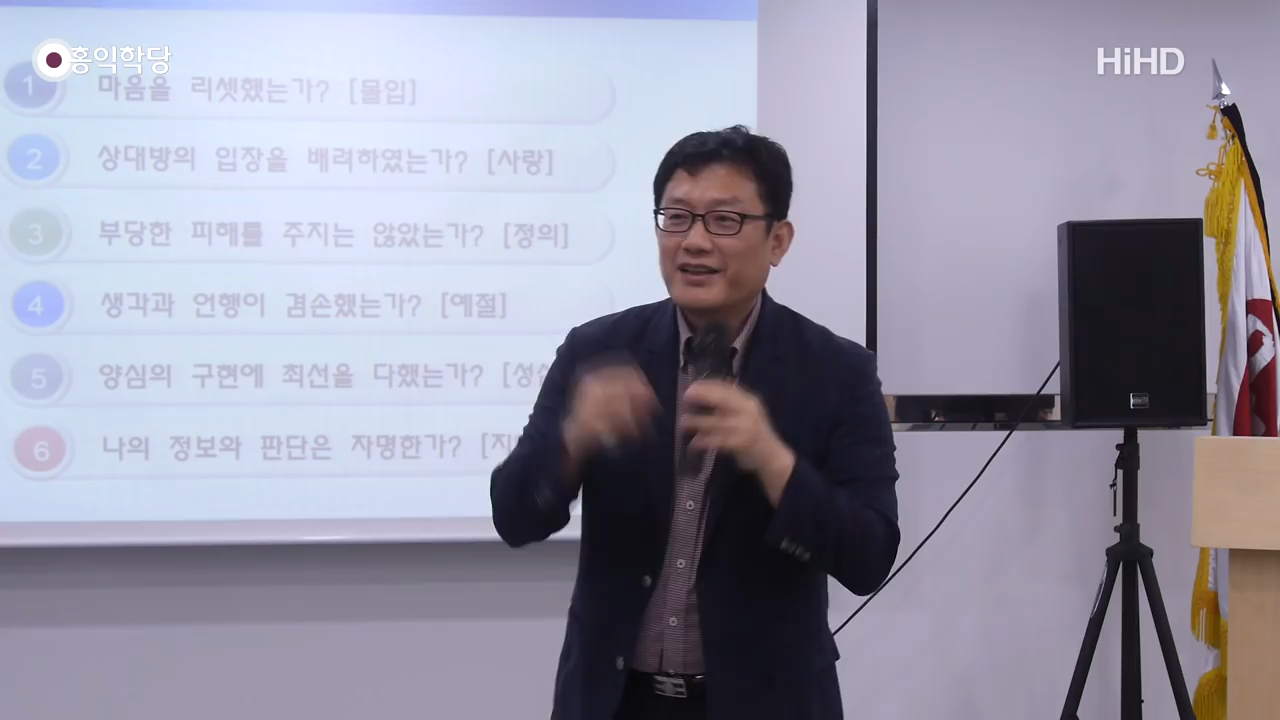 홍익학당
HiHD
1 마음을 리셋했는가? [몰입]
2 상대방의 입장을 배려하였는가? [사랑]
3 부당한 피해를 주지는 않았는가? [정의]
4 생각과 언행이 겸손했는가? [예절]
5 양심의 구현에 최선을 다했는가?
6 나의 정보와 판단은 자명한가?